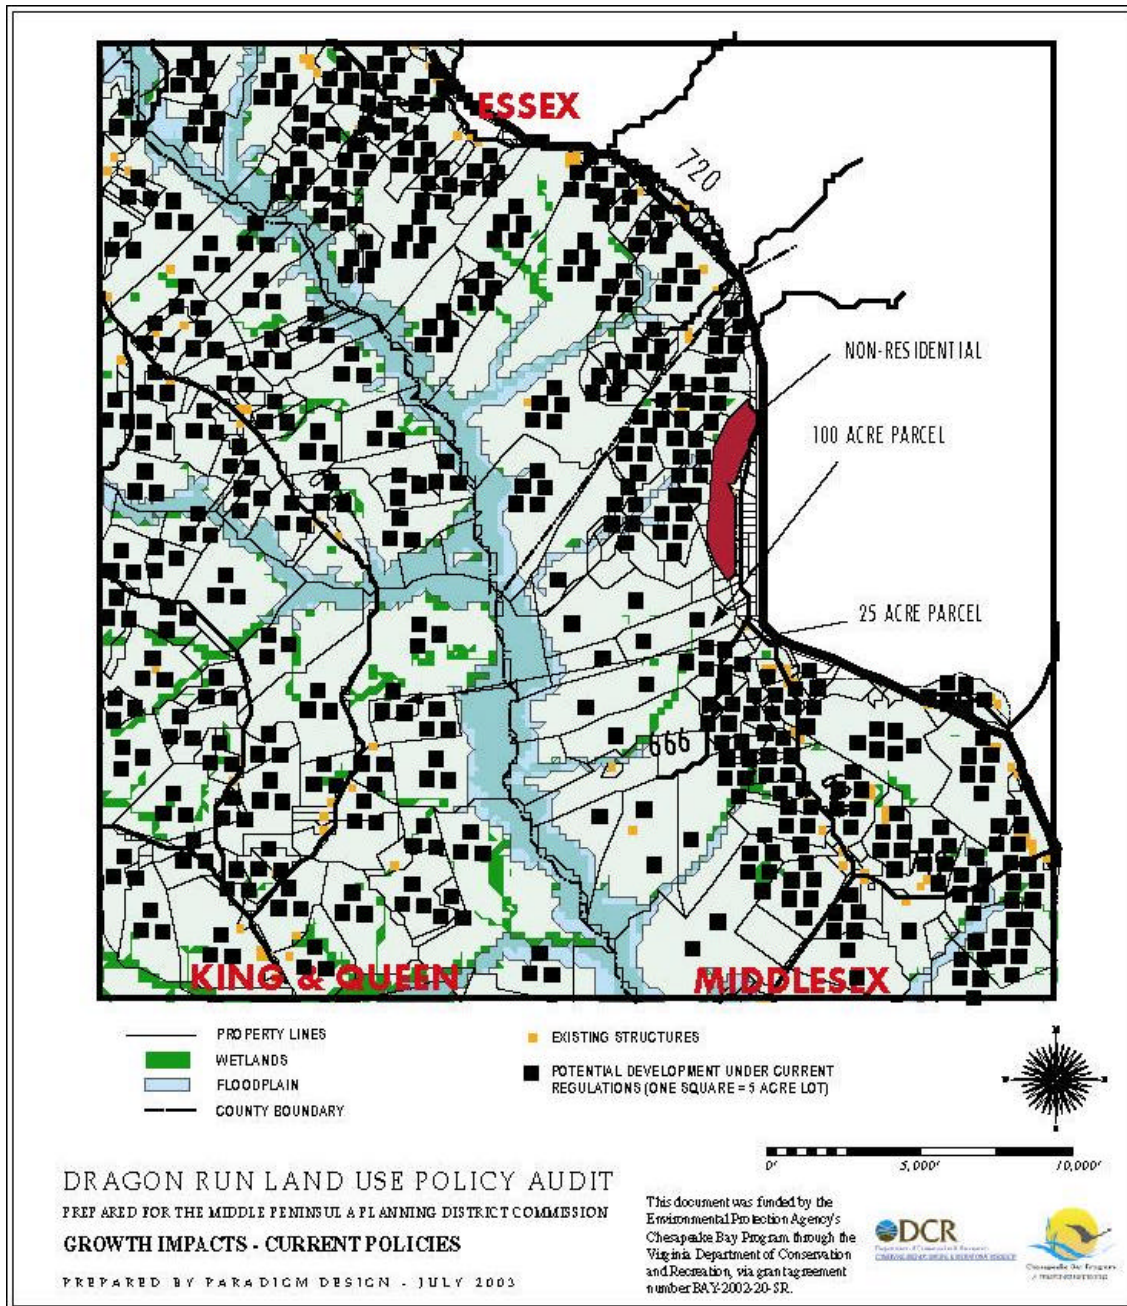 ESSEX
720
NON-RESIDENTIAL
100 ACRE PARCEL
25 ACRE PARCEL
666
KING & QUEEN
MIDDLESEX
PROPERTY LINES
WETLANDS
FLOODPLAIN
COUNTY BOUNDARY
EXISTING STRUCTURES
POTENTIAL DEVELOPMENT UNDER CURRENT
REGULATIONS (ONE SQUARE = 5 ACRE LOT)
0' 5,000' 10,000'
DRAGON RUN LAND USE POLICY AUDIT
PREPARED FOR THE MIDDLE PENINSULA PLANNING DISTRICT COMMISSION
GROWTH IMPACTS - CURRENT POLICIES
PREPARED BY PARADIGM DESIGN - JULY 2003
This document was funded by the
Environmental Protection Agency's
Chesapeake Bay Program through the
Virginia Department of Conservation
and Recreation, via grant agreement
number BAY-2002-20-SR.
DCR
Department of Conservation & Recreation
Chesapeake Bay Program